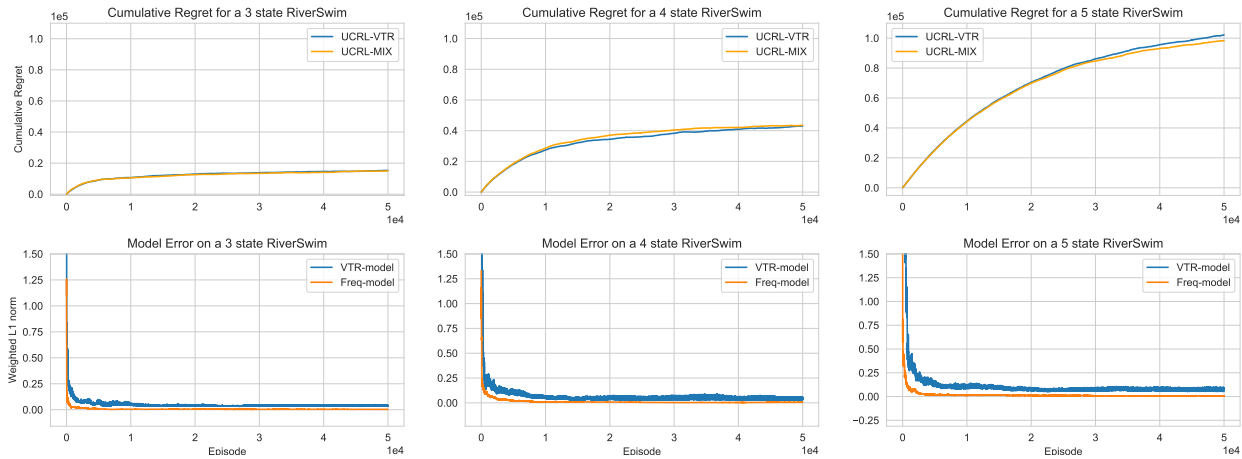 Cumulative Regret for a 3 state RiverSwim
1e5
1.0
0.8
0.6
0.4
0.2
0.0
Cumulative Regret
UCRL-VTR
UCRL-MIX
0 1 2 3 4 5
1e4
Cumulative Regret for a 4 state RiverSwim
1e5
1.0
0.8
0.6
0.4
0.2
0.0
UCRL-VTR
UCRL-MIX
0 1 2 3 4 5
1e4
Cumulative Regret for a 5 state RiverSwim
1e5
1.0
0.8
0.6
0.4
0.2
0.0
UCRL-VTR
UCRL-MIX
0 1 2 3 4 5
1e4
Model Error on a 3 state RiverSwim
1.50
1.25
1.00
0.75
0.50
0.25
0.00
Weighted L1 norm
VTR-model
Freq-model
0 1 2 3 4 5
Episode
1e4
Model Error on a 4 state RiverSwim
1.50
1.25
1.00
0.75
0.50
0.25
0.00
VTR-model
Freq-model
0 1 2 3 4 5
Episode
1e4
Model Error on a 5 state RiverSwim
1.50
1.25
1.00
0.75
0.50
0.25
0.00
−0.25
VTR-model
Freq-model
0 1 2 3 4 5
Episode
1e4